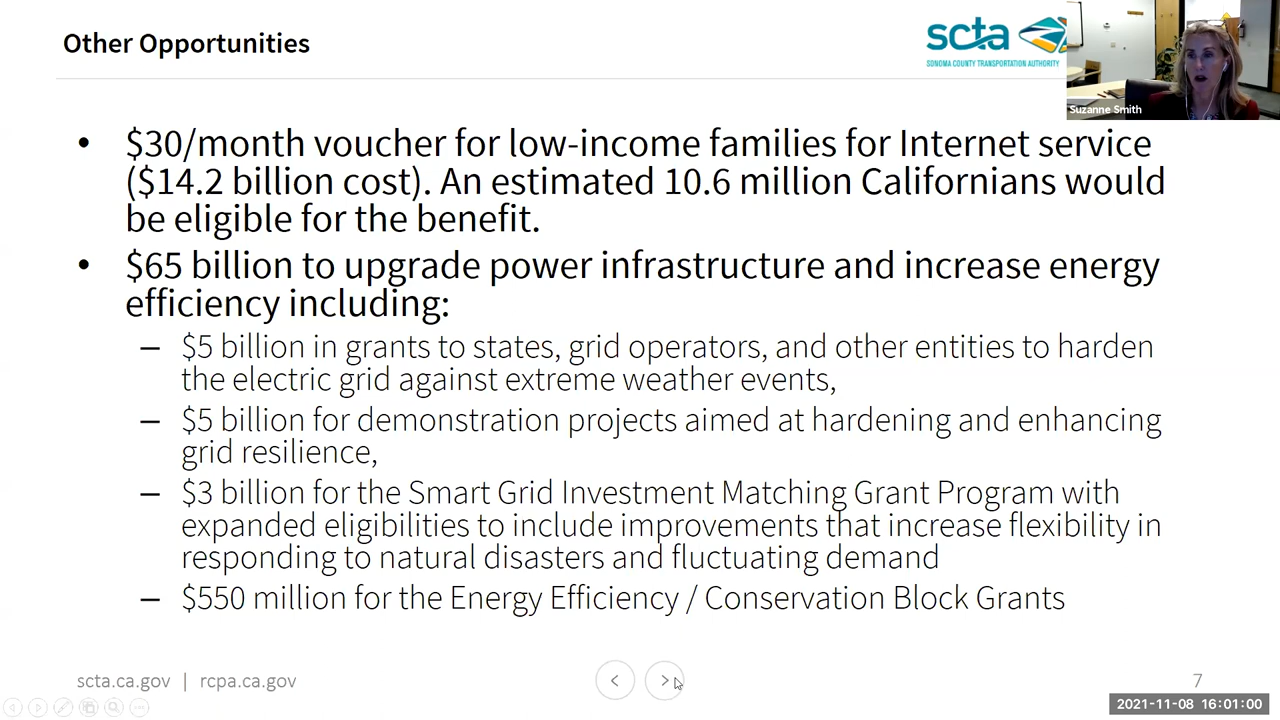 Other Opportunities
scta
SONOMA COUNTY TRANSPORTATION AUTHORITY
Suzanne Smith
• $30/month voucher for low-income families for Internet service
($14.2 billion cost). An estimated 10.6 million Californians would
be eligible for the benefit.
• $65 billion to upgrade power infrastructure and increase energy
efficiency including:
– $5 billion in grants to states, grid operators, and other entities to harden
the electric grid against extreme weather events,
– $5 billion for demonstration projects aimed at hardening and enhancing
grid resilience,
– $3 billion for the Smart Grid Investment Matching Grant Program with
expanded eligibilities to include improvements that increase flexibility in
responding to natural disasters and fluctuating demand
– $550 million for the Energy Efficiency / Conservation Block Grants
scta.ca.gov | rcpa.ca.gov
7
2021-11-08 16:01:00